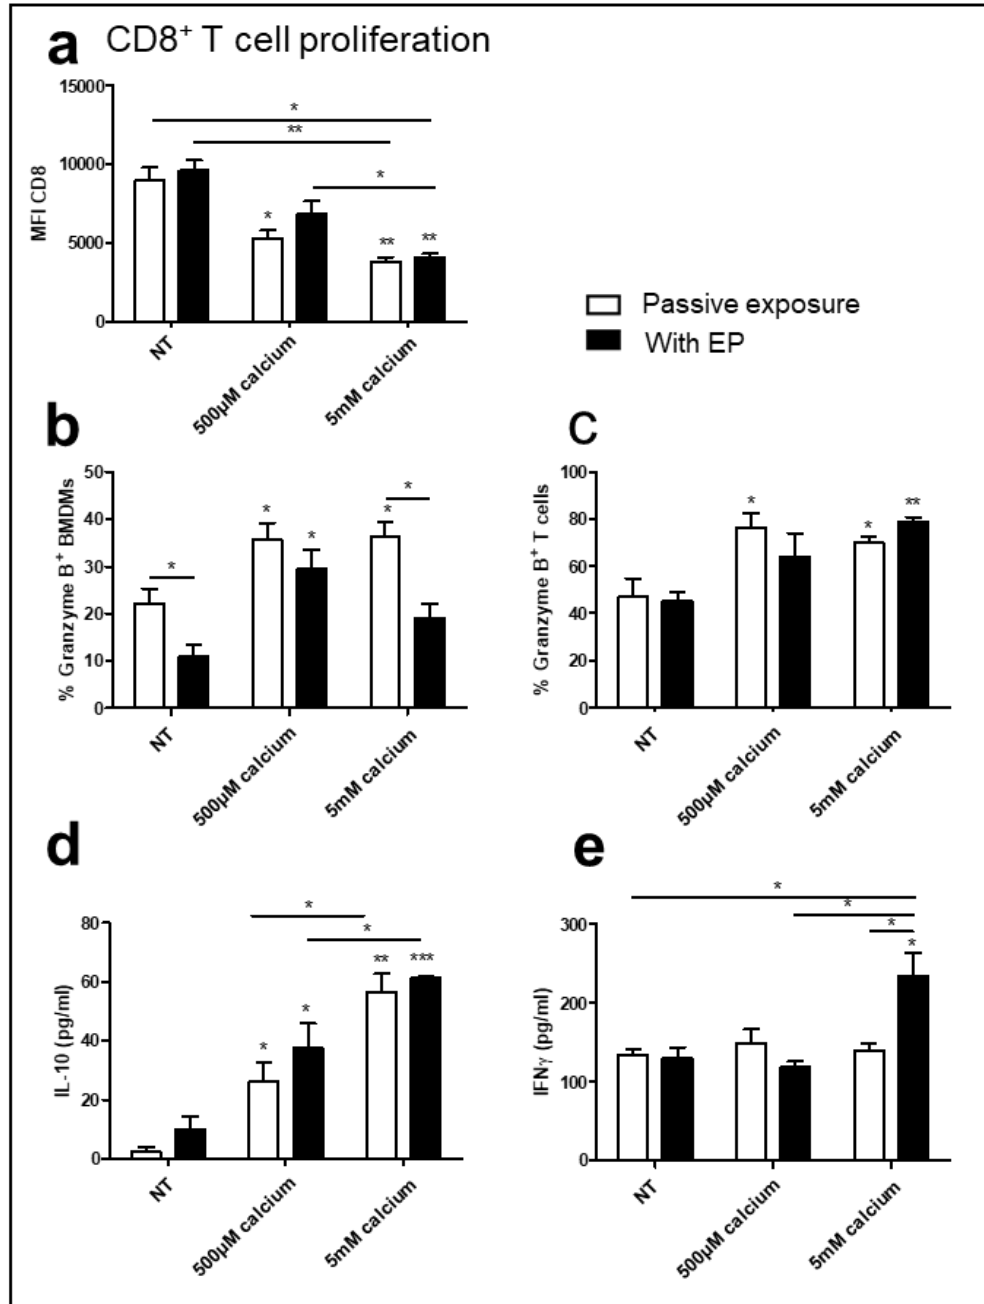 a CD8⁺ T cell proliferation
15000
10000
5000
0
MFI CD8
*
**
*
*
**
**
NT
500µM calcium
5mM calcium
Passive exposure
With EP
b
50
40
30
20
10
0
% Granzyme B⁺ BMDMs
*
*
*
*
*
NT
500µM calcium
5mM calcium
c
100
80
60
40
20
0
% Granzyme B⁺ T cells
*
*
**
NT
500µM calcium
5mM calcium
d
80
60
40
20
0
IL-10 (pg/ml)
*
*
*
*
**
***
NT
500µM calcium
5mM calcium
e
300
200
100
0
IFNγ (pg/ml)
*
*
*
*
NT
500µM calcium
5mM calcium